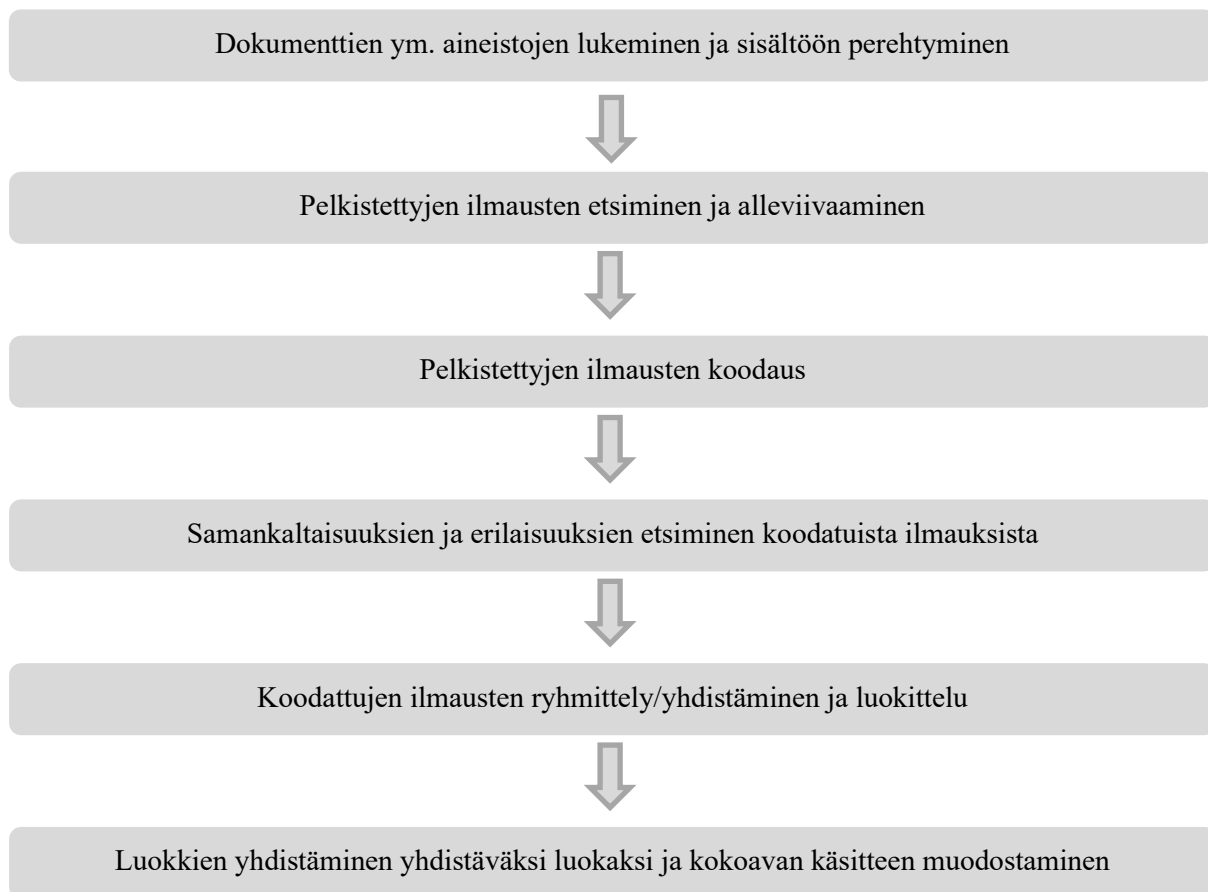 Dokumenttien ym. aineistojen lukeminen ja sisältöön perehtyminen
Pelkistettyjen ilmausten etsiminen ja alleviivaaminen
Pelkistettyjen ilmausten koodaus
Samankaltaisuuksien ja erilaisuuksien etsiminen koodatuista ilmauksista
Koodattujen ilmausten ryhmittely/yhdistäminen ja luokittelu
Luokkien yhdistäminen yhdistäväksi luokaksi ja kokoavan käsitteen muodostaminen